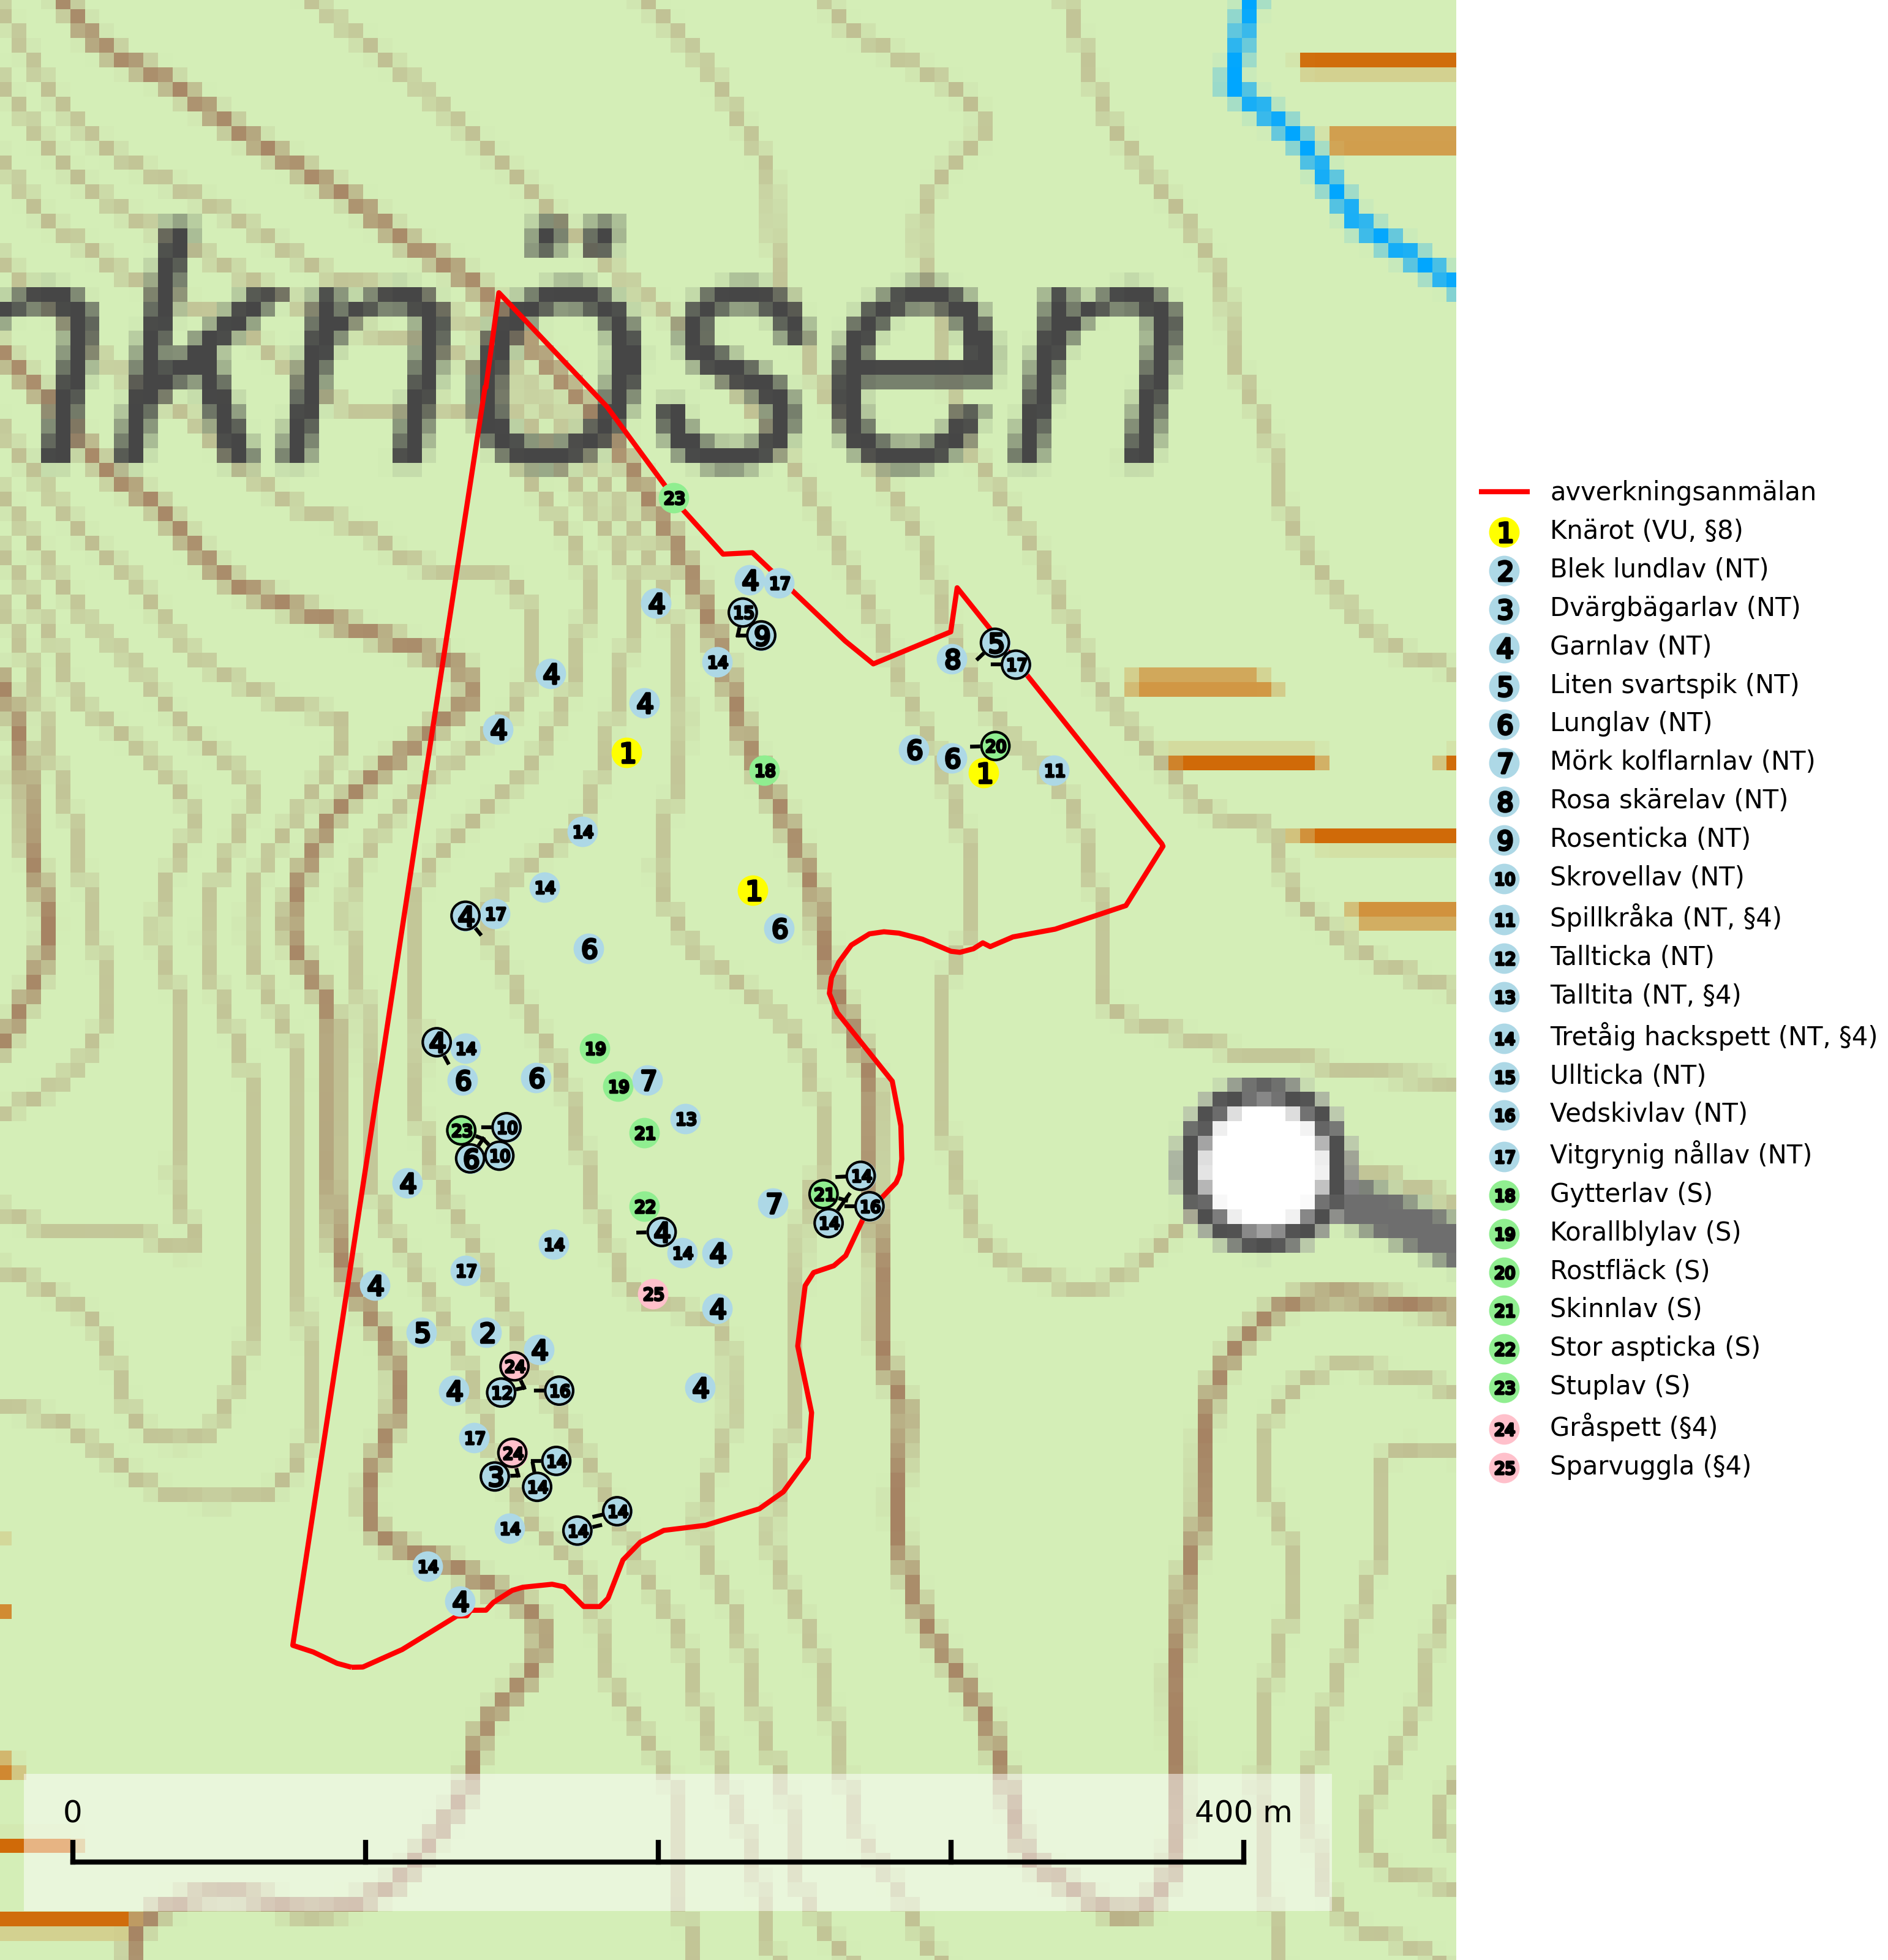 nknösen
23
4 17
4
15
9
14
8
5
17
4
4
4
1
18
6
6
20
1
11
14
14
1
4 17
6
6
4 14
6
6
19
19 7
13
21
23 10
6 10
4
14
21
16
14
22
7
4
14
14 4
17
25
4
4
5 2
4
24
4 12 16
4
17
24
3 14
14
14
14
14
14
4
0 400 m
avverkningsanmälan
1 Knärot (VU, §8)
2 Blek lundlav (NT)
3 Dvärgbägarlav (NT)
4 Garnlav (NT)
5 Liten svartspik (NT)
6 Lunglav (NT)
7 Mörk kolflarnlav (NT)
8 Rosa skärelav (NT)
9 Rosenticka (NT)
10 Skrovellav (NT)
11 Spillkråka (NT, §4)
12 Tallticka (NT)
13 Talltita (NT, §4)
14 Tretåig hackspett (NT, §4)
15 Ullticka (NT)
16 Vedskivlav (NT)
17 Vitgrynig nållav (NT)
18 Gytterlav (S)
19 Korallblylav (S)
20 Rostfläck (S)
21 Skinnlav (S)
22 Stor aspticka (S)
23 Stuplav (S)
24 Gråspett (§4)
25 Sparvuggla (§4)